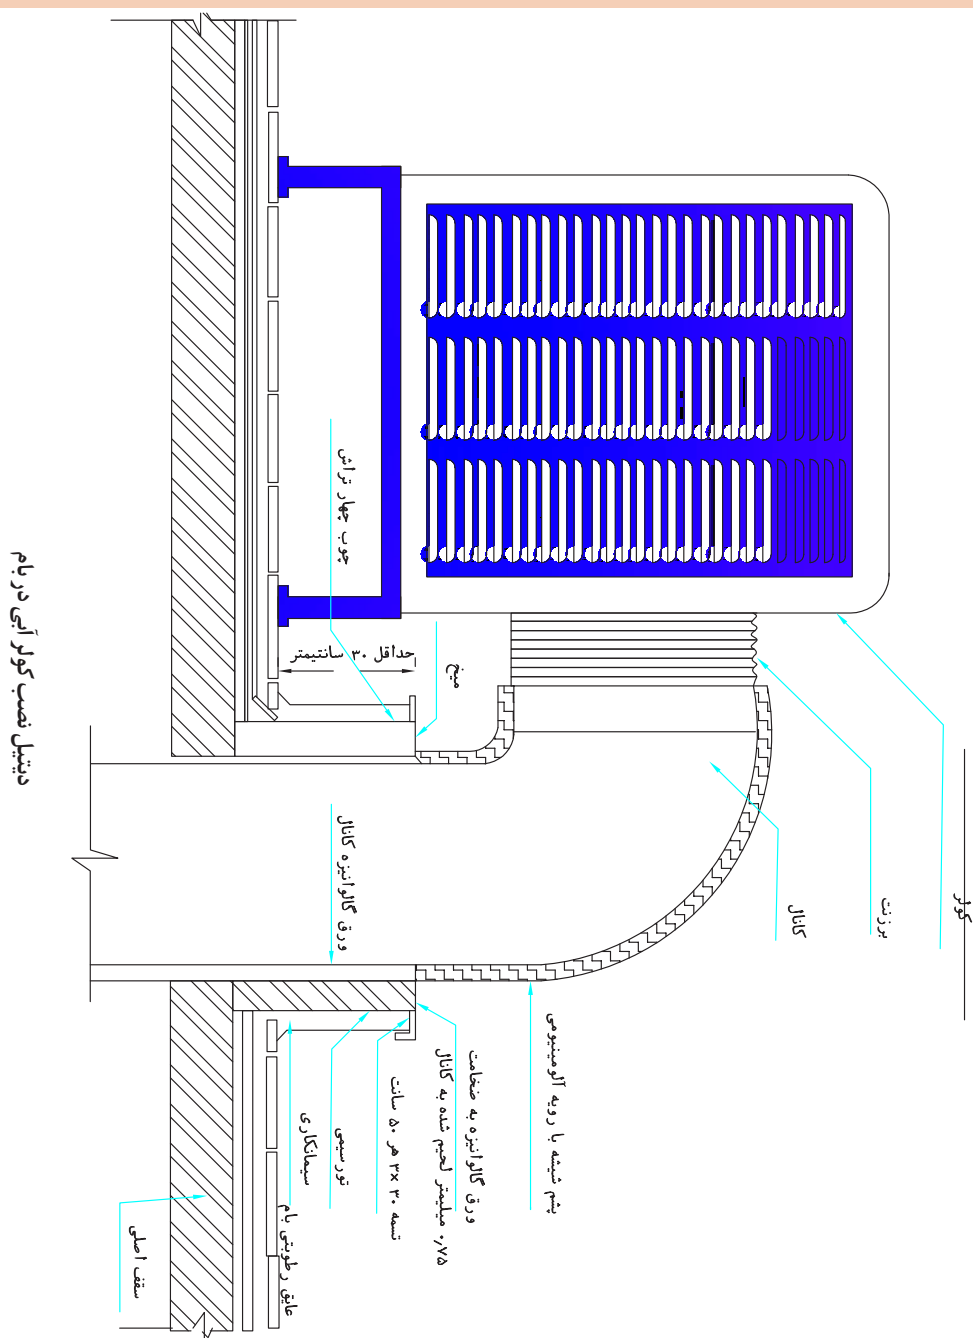 کولر
برزنت
کانال
پشم شیشه با رویه آلومینیومی
ورق گالوانیزه به ضخامت
۰٫۷۵ میلیمتر لحیم شده به کانال
تسمه ۳۰×۳ هر ۵۰ سانت
تور سیمی
سیمانکاری
عایق رطوبتی بام
سقف اصلی
میخ
حداقل ۳۰ سانتیمتر
چوب چهار تراش
ورق گالوانیزه کانال
دیتیل نصب کولر آبی در بام